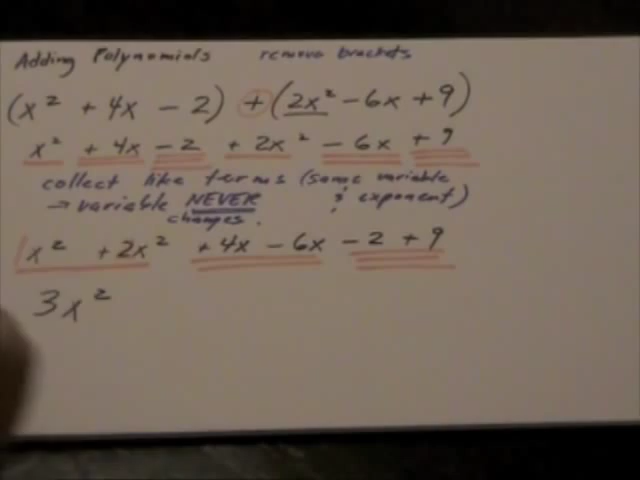 Adding Polynomials remove brackets
(x² + 4x - 2) + (2x² - 6x + 9)
x² + 4x - 2 + 2x² - 6x + 9
collect like terms (same variable
→ variable NEVER & exponent)
changes.
1x² + 2x² + 4x - 6x - 2 + 9
3x²